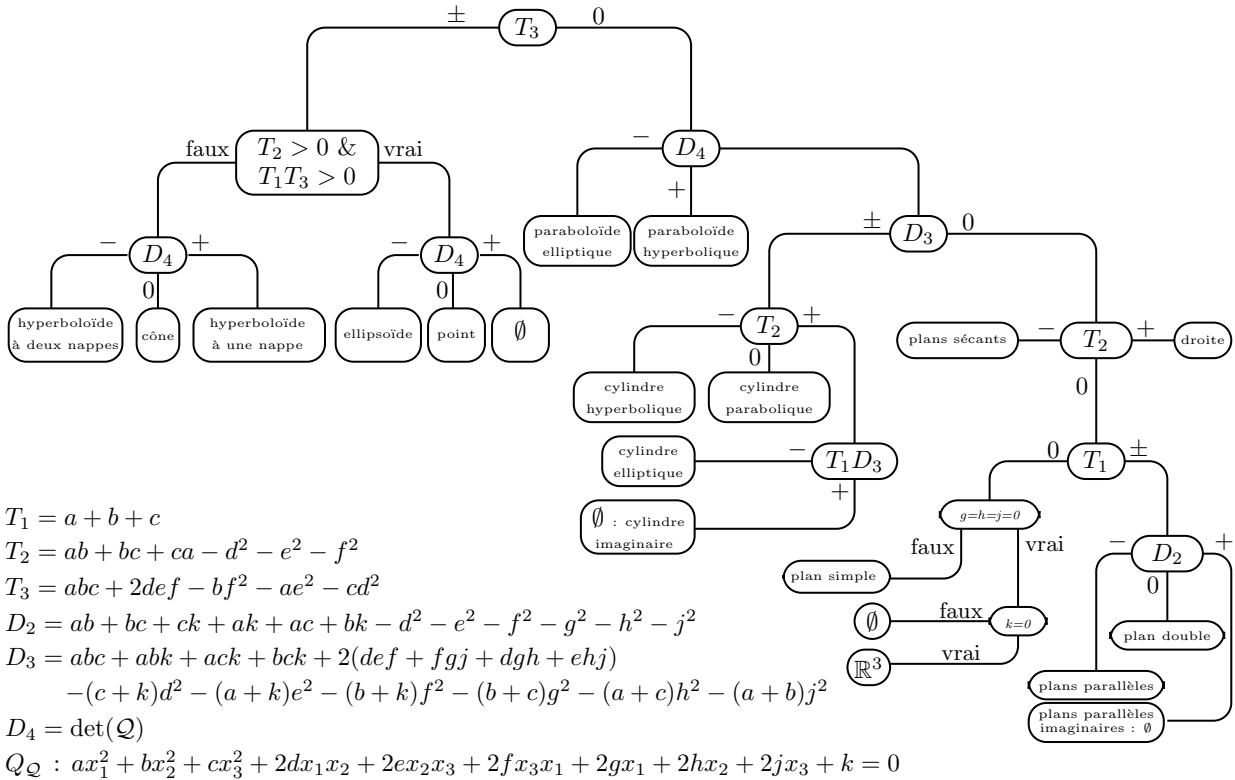 ± T₃ 0
faux T₂ > 0 & vrai
T₁T₃ > 0
− D₄
+
− D₄ +
0
− D₄ +
0
paraboloïde
elliptique
paraboloïde
hyperbolique
± D₃ 0
hyperboloïde
à deux nappes
cône
hyperboloïde
à une nappe
ellipsoïde
point
∅
− T₂ +
0
plans sécants − T₂ + droite
0
cylindre
hyperbolique
cylindre
parabolique
cylindre
elliptique
− T₁D₃
+
∅ : cylindre
imaginaire
0 T₁ ±
g=h=j=0
faux vrai
plan simple
− D₂ +
0
∅ faux k=0
ℝ³ vrai
plan double
plans parallèles
plans parallèles
imaginaires : ∅
T₁ = a + b + c
T₂ = ab + bc + ca − d² − e² − f²
T₃ = abc + 2def − bf² − ae² − cd²
D₂ = ab + bc + ck + ak + ac + bk − d² − e² − f² − g² − h² − j²
D₃ = abc + abk + ack + bck + 2(def + fgj + dgh + ehj)
−(c + k)d² − (a + k)e² − (b + k)f² − (b + c)g² − (a + c)h² − (a + b)j²
D₄ = det(𝒬)
Q_𝒬 : ax₁² + bx₂² + cx₃² + 2dx₁x₂ + 2ex₂x₃ + 2fx₃x₁ + 2gx₁ + 2hx₂ + 2jx₃ + k = 0